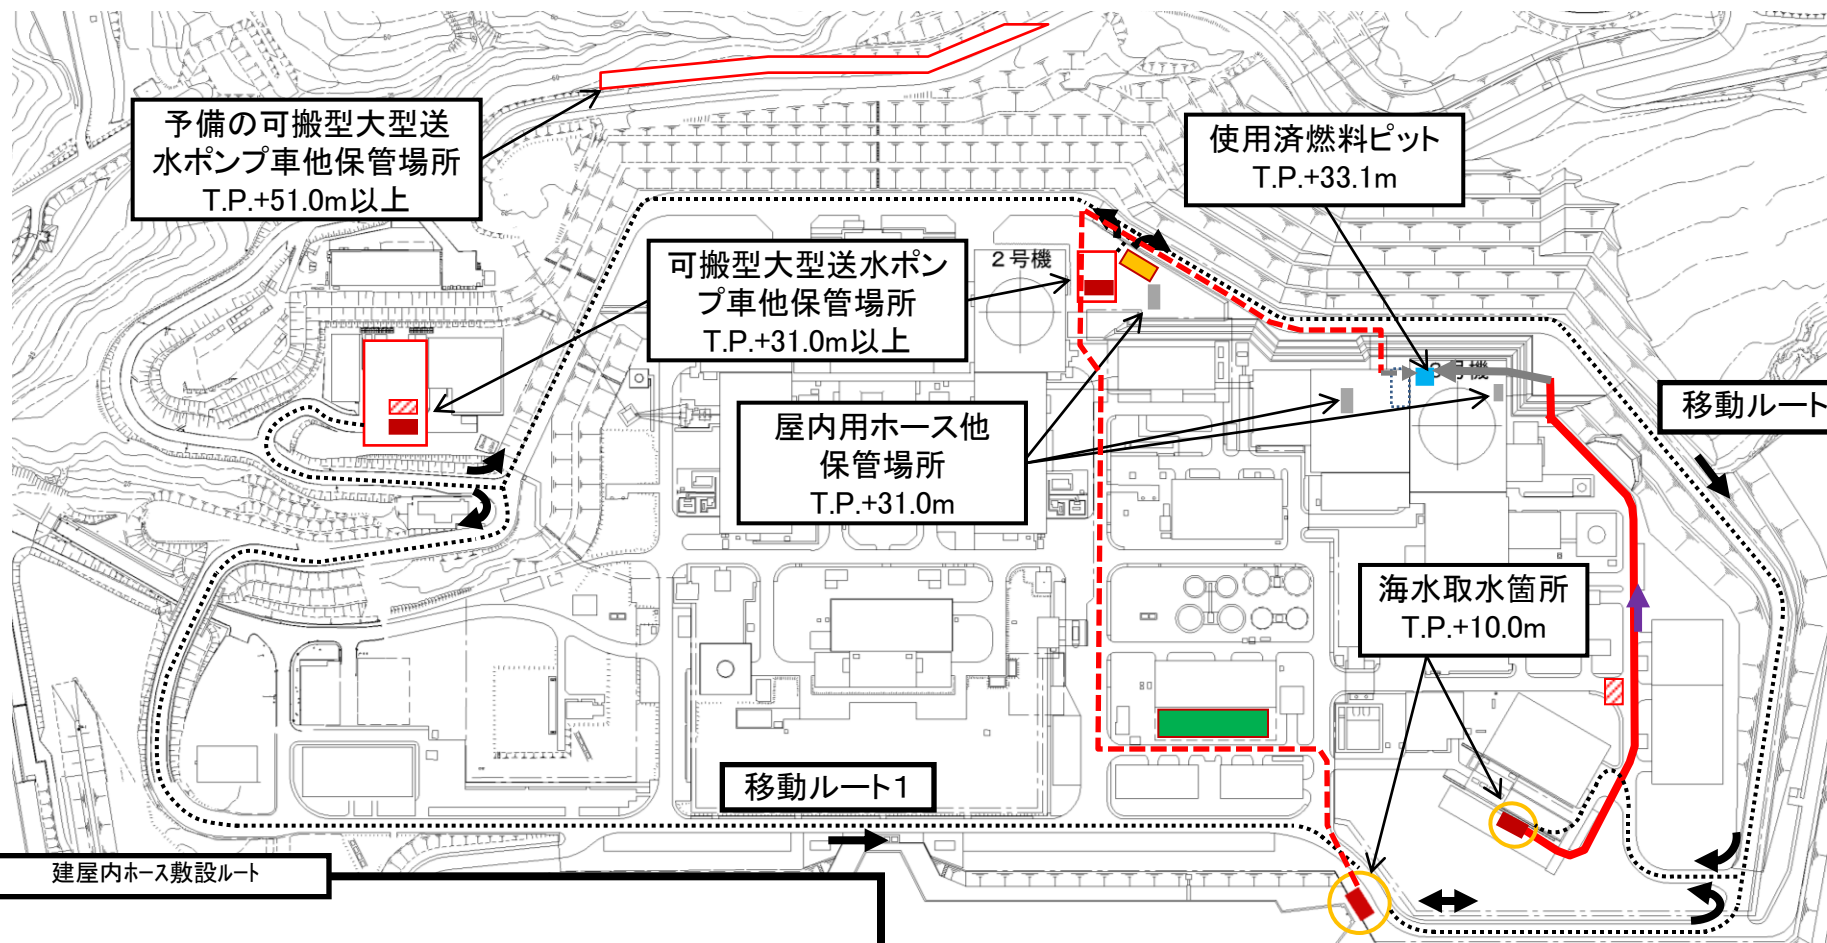 予備の可搬型大型送
水ポンプ車他保管場所
T.P.+51.0m以上
使用済燃料ピット
T.P.+33.1m
可搬型大型送水ポン
プ車他保管場所
T.P.+31.0m以上
2号機
3号機
移動ルート
屋内用ホース他
保管場所
T.P.+31.0m
海水取水箇所
T.P.+10.0m
移動ルート1
建屋内ホース敷設ルート